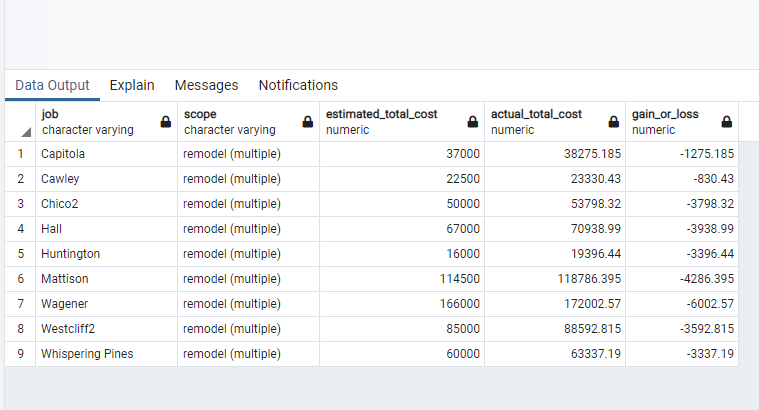 Data Output Explain Messages Notifications
job scope estimated_total_cost actual_total_cost gain_or_loss
character varying character varying numeric numeric numeric
1 Capitola remodel (multiple) 37000 38275.185 -1275.185
2 Cawley remodel (multiple) 22500 23330.43 -830.43
3 Chico2 remodel (multiple) 50000 53798.32 -3798.32
4 Hall remodel (multiple) 67000 70938.99 -3938.99
5 Huntington remodel (multiple) 16000 19396.44 -3396.44
6 Mattison remodel (multiple) 114500 118786.395 -4286.395
7 Wagener remodel (multiple) 166000 172002.57 -6002.57
8 Westcliff2 remodel (multiple) 85000 88592.815 -3592.815
9 Whispering Pines remodel (multiple) 60000 63337.19 -3337.19